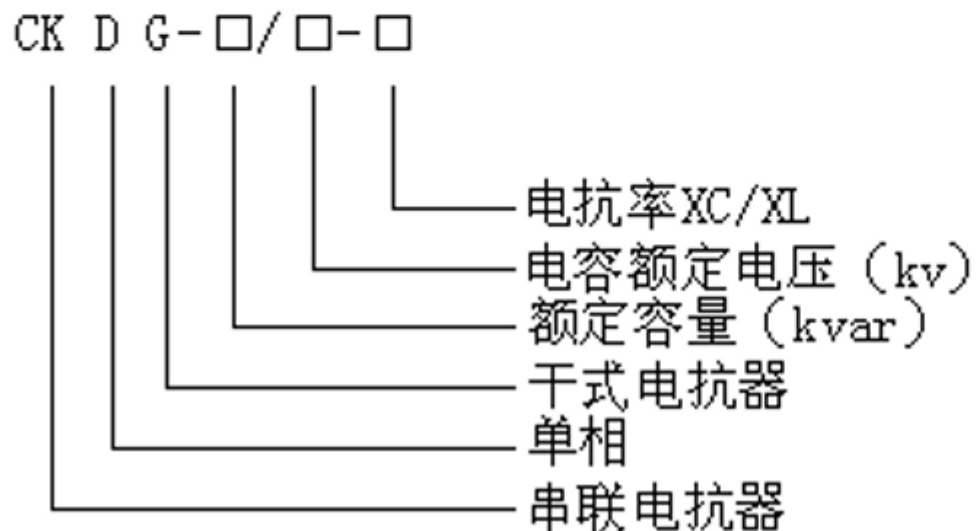 CK D G-□/□-□
电抗率XC/XL
电容额定电压（kv）
额定容量（kvar）
干式电抗器
单相
串联电抗器